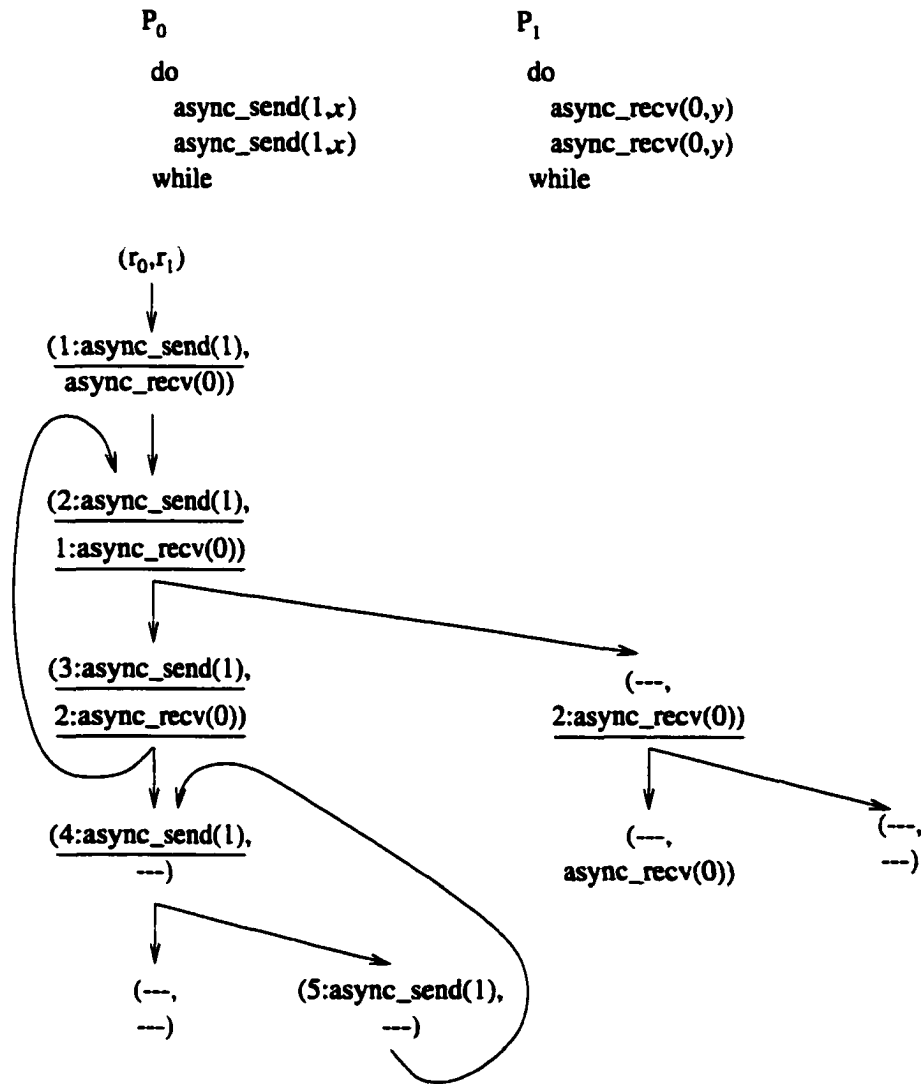 P₀ P₁
do do
async_send(1,x) async_recv(0,y)
async_send(1,x) async_recv(0,y)
while while
(r₀,r₁)
(1:async_send(1),
async_recv(0))
(2:async_send(1),
1:async_recv(0))
(3:async_send(1),
2:async_recv(0))
(---,
2:async_recv(0))
(4:async_send(1),
---)
(---,
async_recv(0))
(---,
---)
(---,
---)
(5:async_send(1),
---)